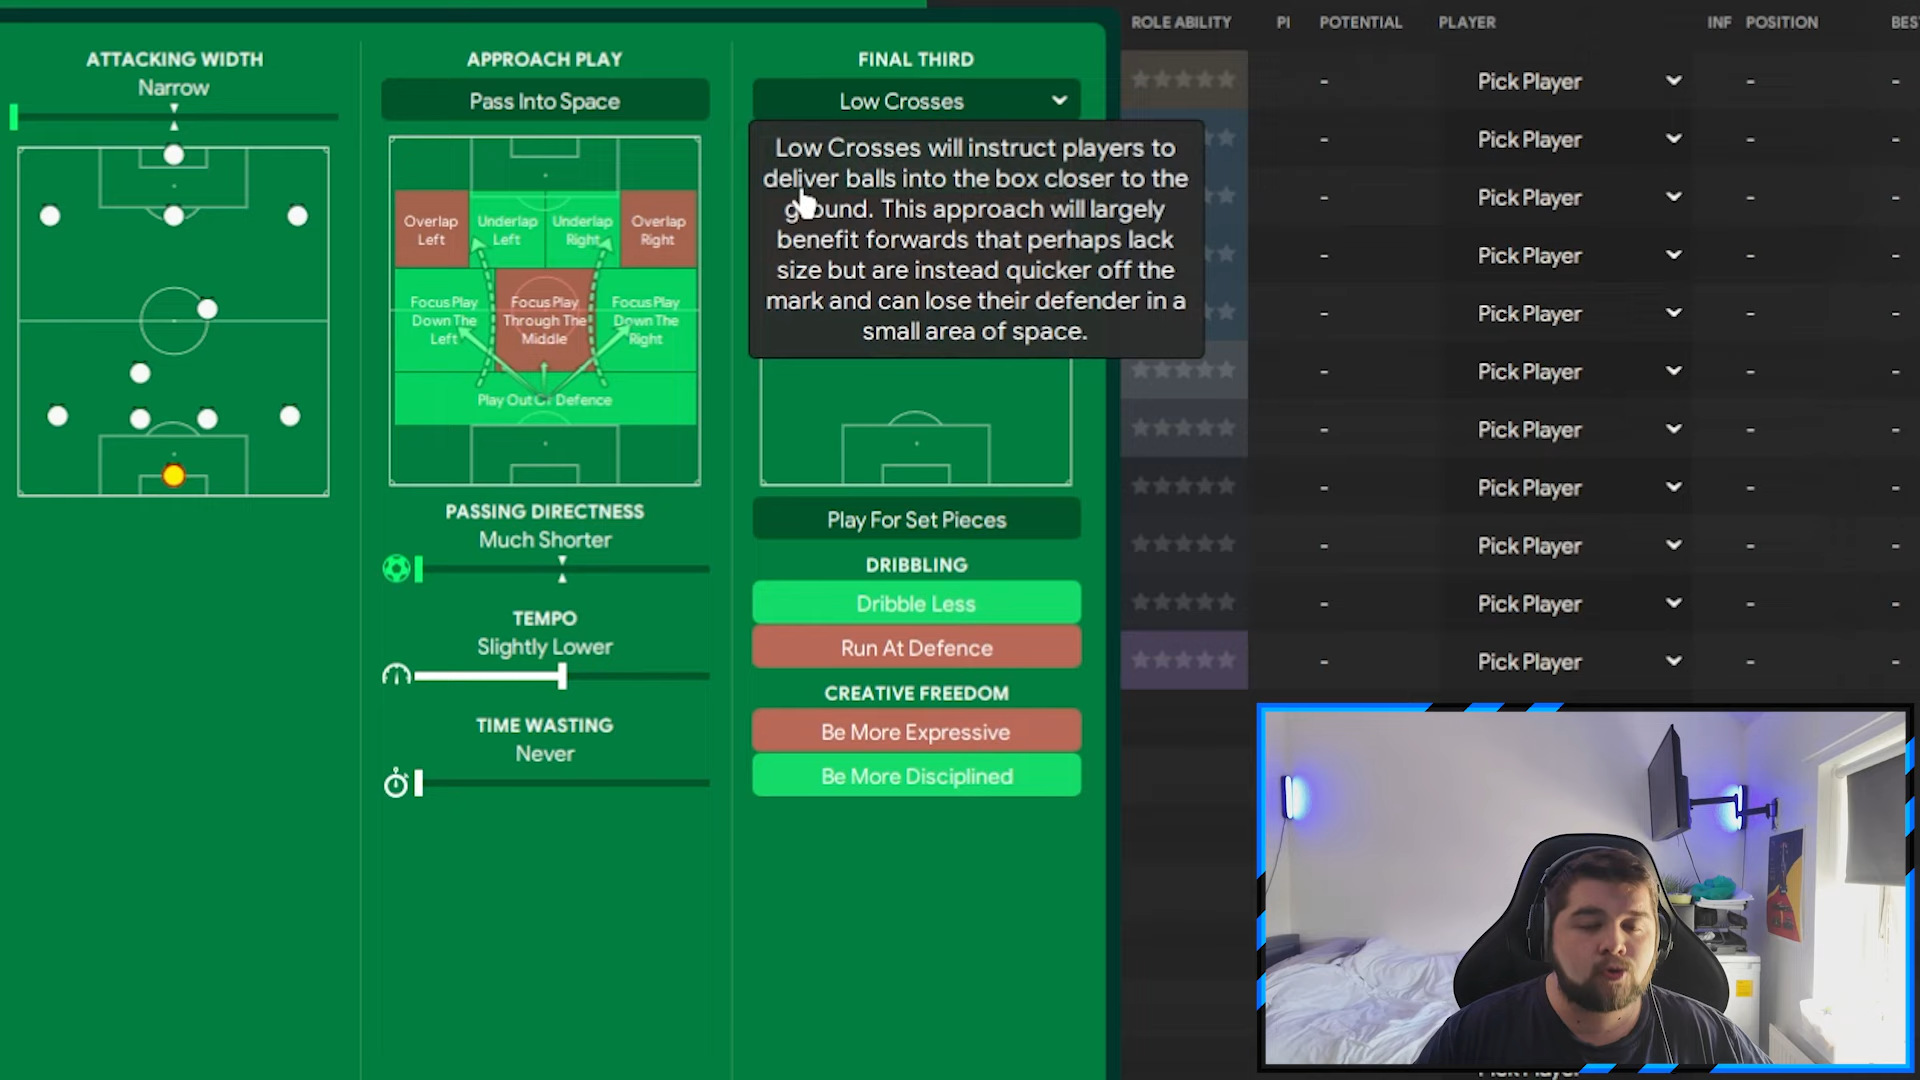 ROLE ABILITY PI POTENTIAL PLAYER INF POSITION BES
ATTACKING WIDTH
Narrow
APPROACH PLAY
Pass Into Space
Overlap
Left
Underlap
Left
Underlap
Right
Overlap
Right
Focus Play
Down The
Left
Focus Play
Through The
Middle
Focus Play
Down The
Right
Play Out Of Defence
PASSING DIRECTNESS
Much Shorter
TEMPO
Slightly Lower
TIME WASTING
Never
FINAL THIRD
Low Crosses
Low Crosses will instruct players to
deliver balls into the box closer to the
ground. This approach will largely
benefit forwards that perhaps lack
size but are instead quicker off the
mark and can lose their defender in a
small area of space.
Play For Set Pieces
DRIBBLING
Dribble Less
Run At Defence
CREATIVE FREEDOM
Be More Expressive
Be More Disciplined
- Pick Player - -
- Pick Player - -
- Pick Player - -
- Pick Player - -
- Pick Player - -
- Pick Player - -
- Pick Player - -
- Pick Player - -
- Pick Player - -
- Pick Player - -
- Pick Player - -
Pick Player